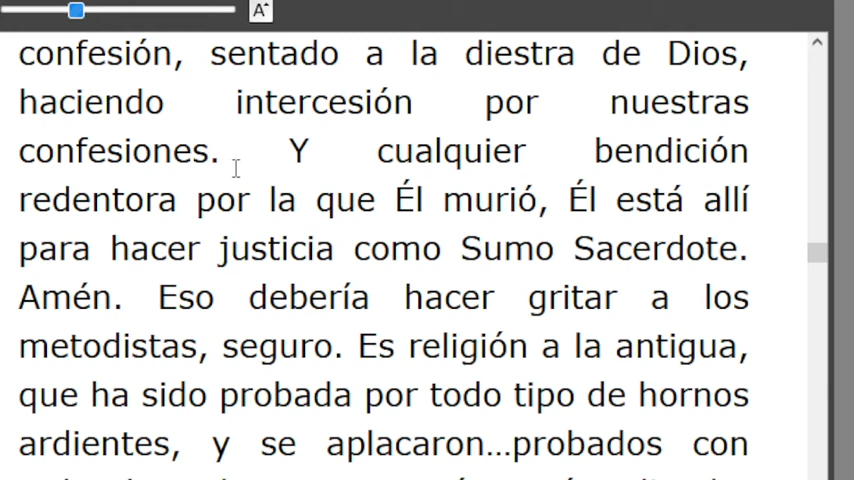 A
confesión, sentado a la diestra de Dios,
haciendo intercesión por nuestras
confesiones. Y cualquier bendición
redentora por la que Él murió, Él está allí
para hacer justicia como Sumo Sacerdote.
Amén. Eso debería hacer gritar a los
metodistas, seguro. Es religión a la antigua,
que ha sido probada por todo tipo de hornos
ardientes, y se aplacaron...probados con